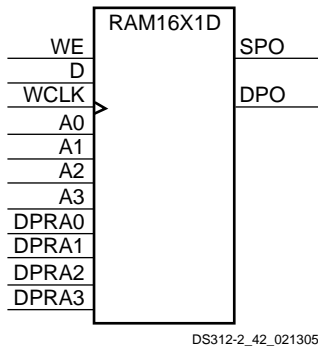 RAM16X1D
WE
SPO
D
WCLK
DPO
A0
A1
A2
A3
DPRA0
DPRA1
DPRA2
DPRA3
DS312-2_42_021305